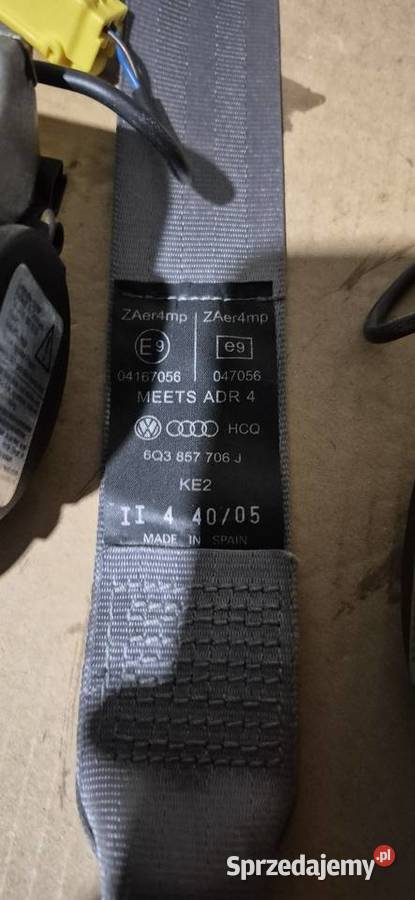 ZAer4mp ZAer4mp
E9 e9
04167056 047056
MEETS ADR 4
HCQ
6Q3 857 706 J
KE2
II 4 40/05
MADE IN SPAIN
Sprzedajemy.pl